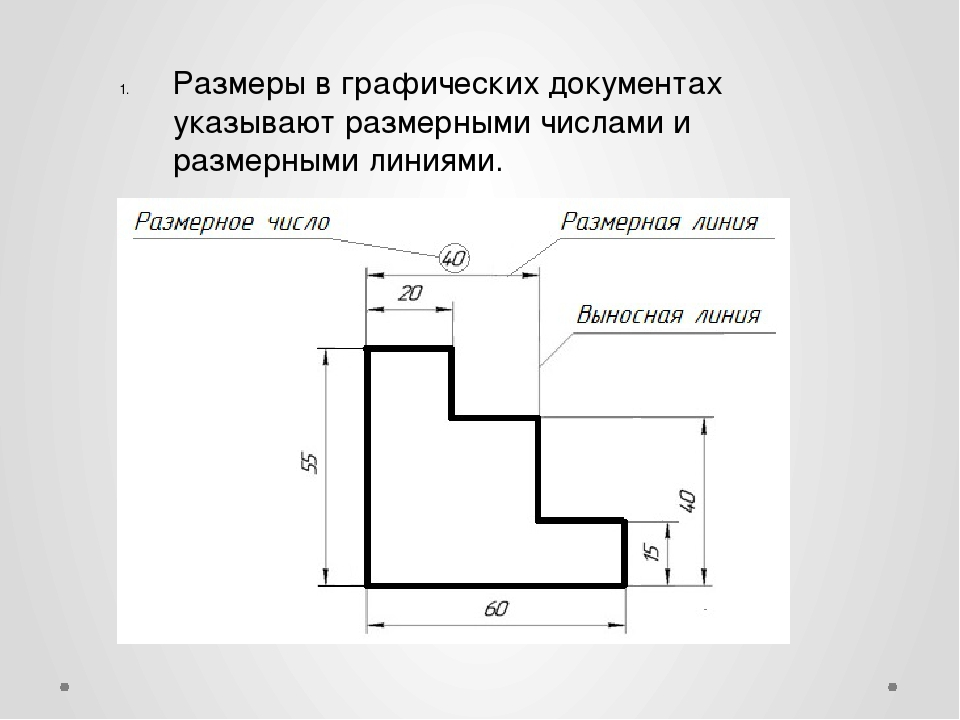 1. Размеры в графических документах
указывают размерными числами и
размерными линиями.
Размерное число
Размерная линия
40
20
Выносная линия
55
40
15
60